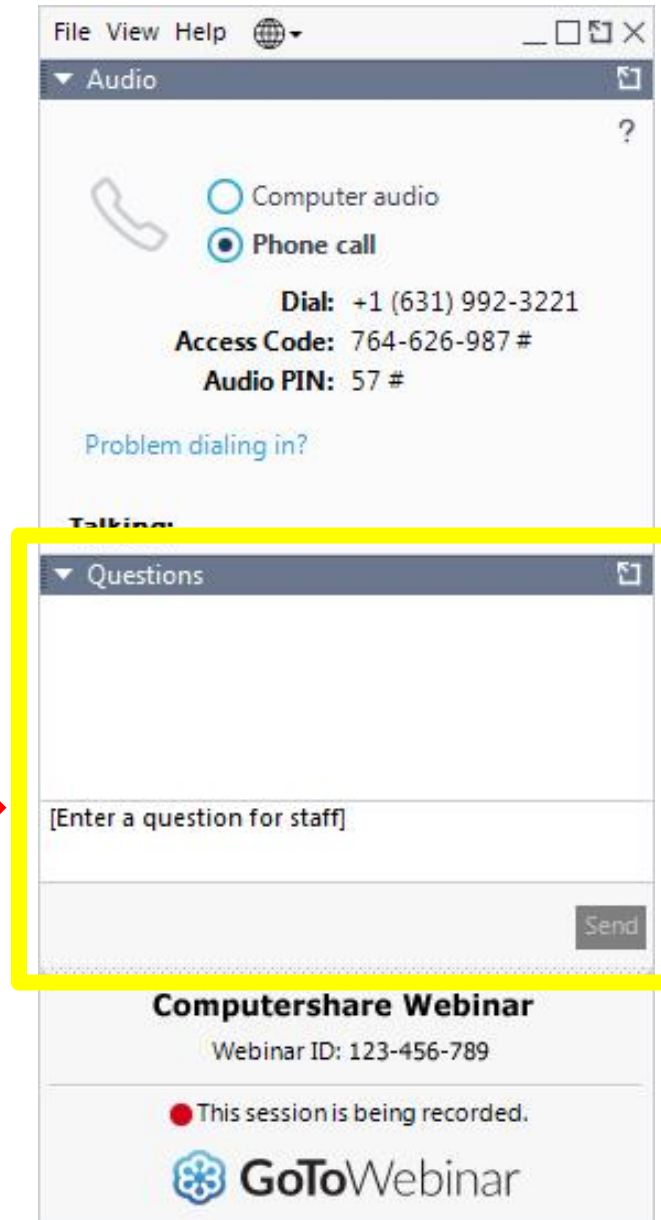 File View Help
Audio
?
Computer audio
Phone call
Dial: +1 (631) 992-3221
Access Code: 764-626-987 #
Audio PIN: 57 #
Problem dialing in?
Talking:
Questions
[Enter a question for staff]
Send
Computershare Webinar
Webinar ID: 123-456-789
This session is being recorded.
GoToWebinar